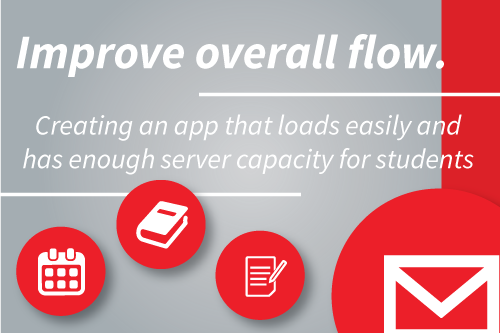 Improve overall flow.
Creating an app that loads easily and
has enough server capacity for students